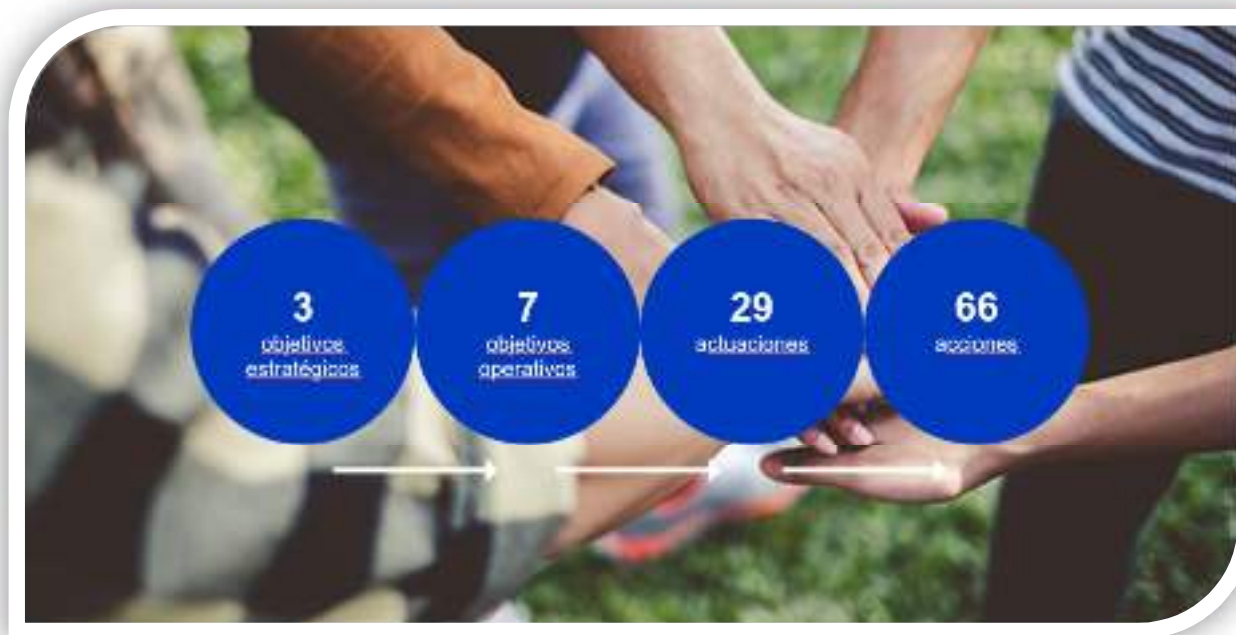 3
objetivos
estratégicos
7
objetivos
operativos
29
actuaciones
66
acciones